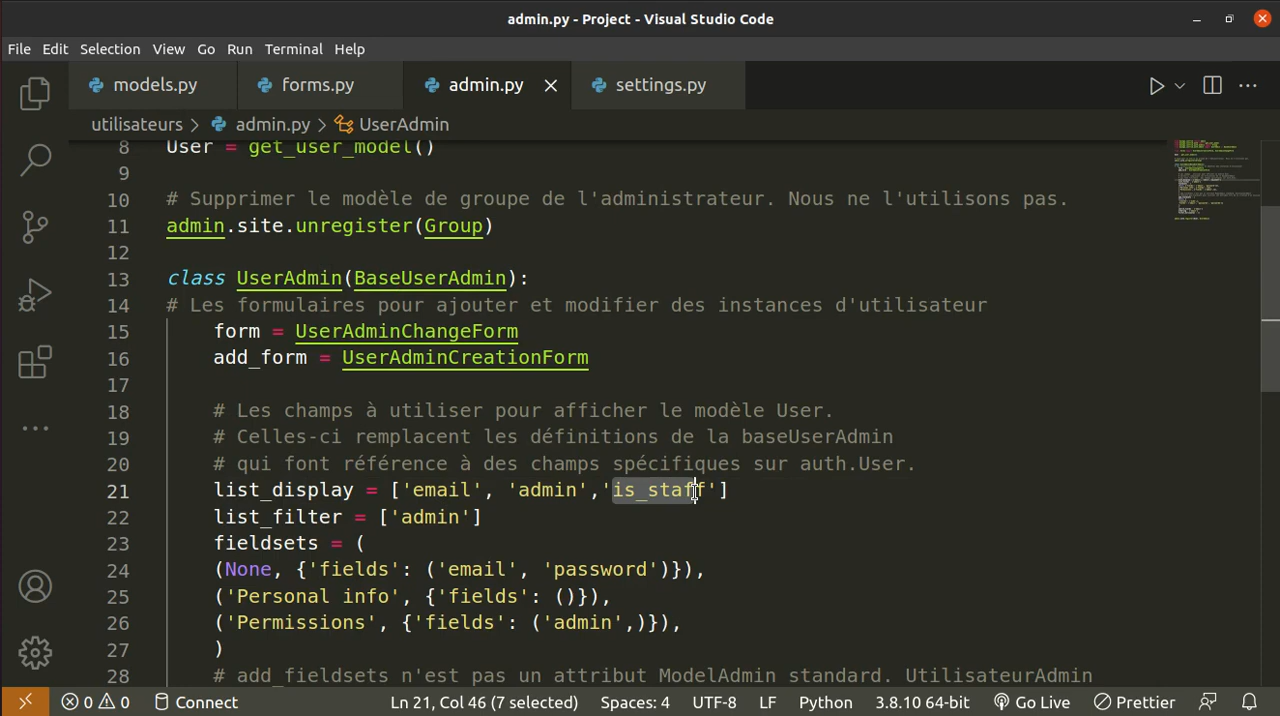 admin.py - Project - Visual Studio Code
File Edit Selection View Go Run Terminal Help
models.py forms.py admin.py settings.py
utilisateurs > admin.py > UserAdmin
8 User = get_user_model()
9
10 # Supprimer le modèle de groupe de l'administrateur. Nous ne l'utilisons pas.
11 admin.site.unregister(Group)
12
13 class UserAdmin(BaseUserAdmin):
14 # Les formulaires pour ajouter et modifier des instances d'utilisateur
15 form = UserAdminChangeForm
16 add_form = UserAdminCreationForm
17
18 # Les champs à utiliser pour afficher le modèle User.
19 # Celles-ci remplacent les définitions de la baseUserAdmin
20 # qui font référence à des champs spécifiques sur auth.User.
21 list_display = ['email', 'admin','is_staff']
22 list_filter = ['admin']
23 fieldsets = (
24 (None, {'fields': ('email', 'password')}),
25 ('Personal info', {'fields': ()}),
26 ('Permissions', {'fields': ('admin',)}),
27 )
28 # add_fieldsets n'est pas un attribut ModelAdmin standard. UtilisateurAdmin
0 0 Connect Ln 21, Col 46 (7 selected) Spaces: 4 UTF-8 LF Python 3.8.10 64-bit Go Live Prettier